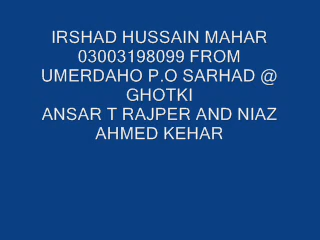 IRSHAD HUSSAIN MAHAR
03003198099 FROM
UMERDAHO P.O SARHAD @
GHOTKI
ANSAR T RAJPER AND NIAZ
AHMED KEHAR